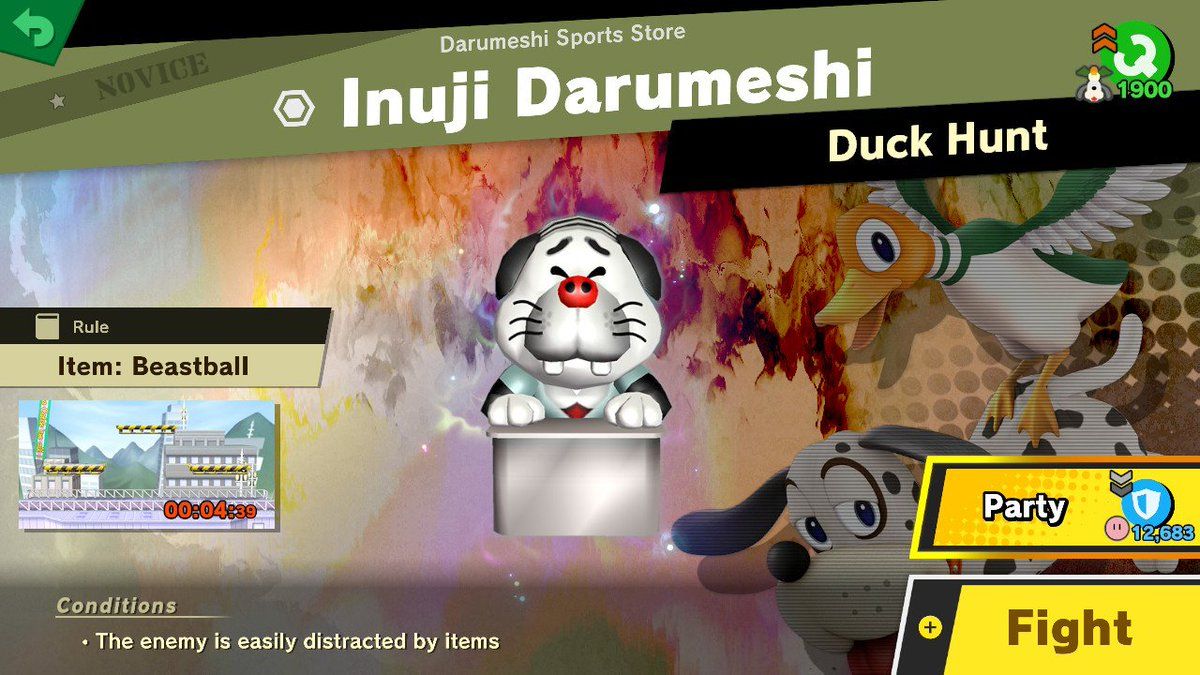 NOVICE
Darumeshi Sports Store
Inuji Darumeshi
Duck Hunt
1900
Rule
Item: Beastball
00:04:39
Party
12,683
Conditions
• The enemy is easily distracted by items
Fight